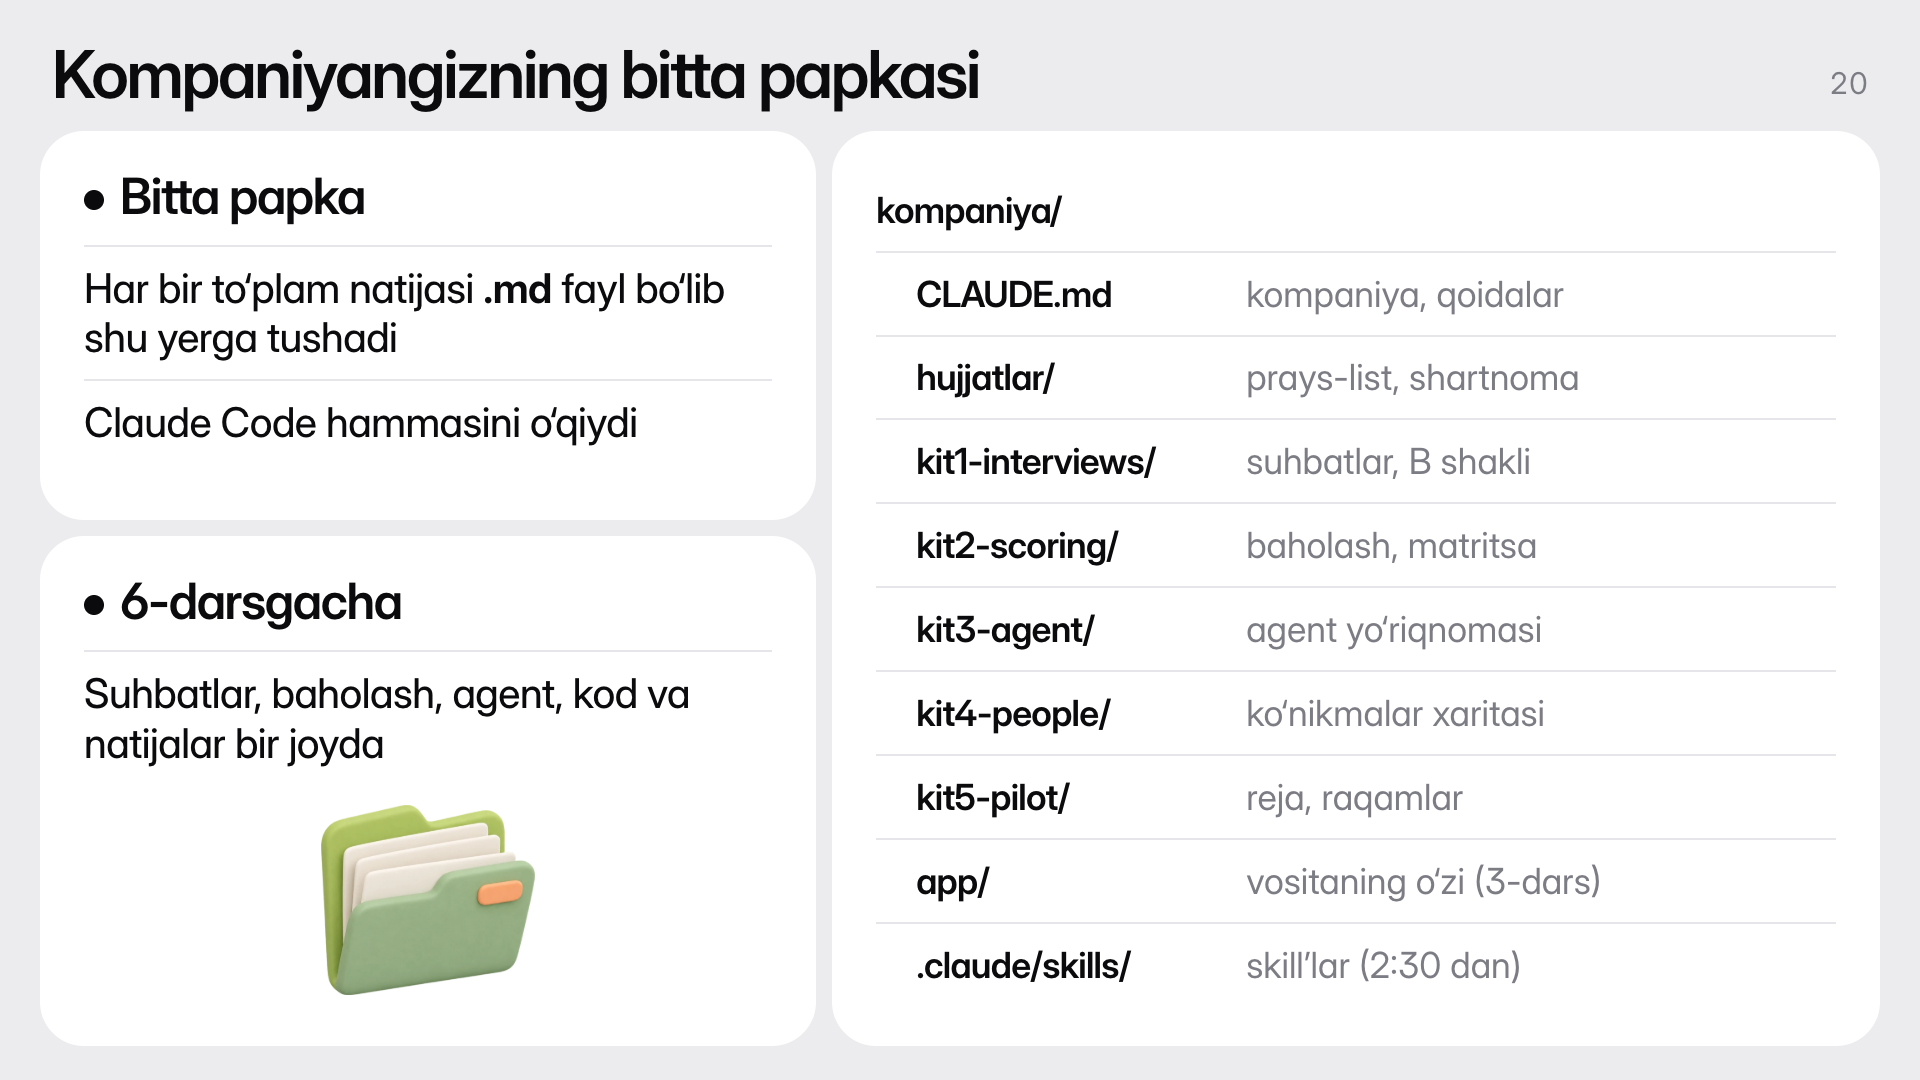 Kompaniyangizning bitta papkasi
20
• Bitta papka
Har bir to‘plam natijasi .md fayl bo‘lib
shu yerga tushadi
Claude Code hammasini o‘qiydi
• 6-darsgacha
Suhbatlar, baholash, agent, kod va
natijalar bir joyda
kompaniya/
CLAUDE.md kompaniya, qoidalar
hujjatlar/ prays-list, shartnoma
kit1-interviews/ suhbatlar, B shakli
kit2-scoring/ baholash, matritsa
kit3-agent/ agent yo‘riqnomasi
kit4-people/ ko‘nikmalar xaritasi
kit5-pilot/ reja, raqamlar
app/ vositaning o‘zi (3-dars)
.claude/skills/ skill’lar (2:30 dan)